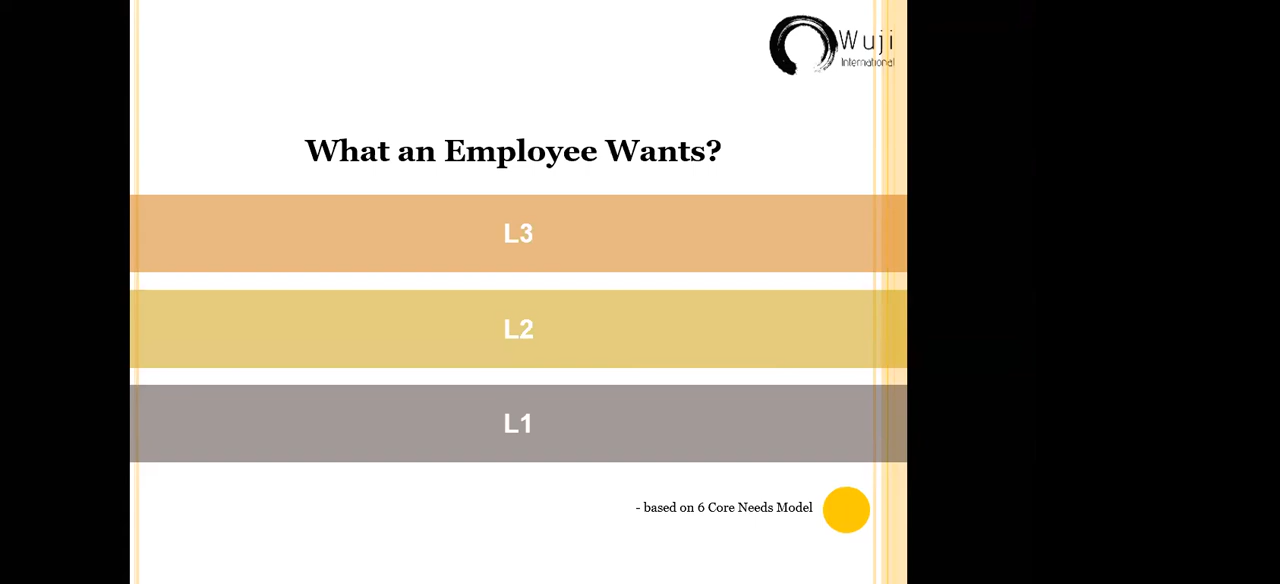 Wuji
International
What an Employee Wants?
L3
L2
L1
- based on 6 Core Needs Model